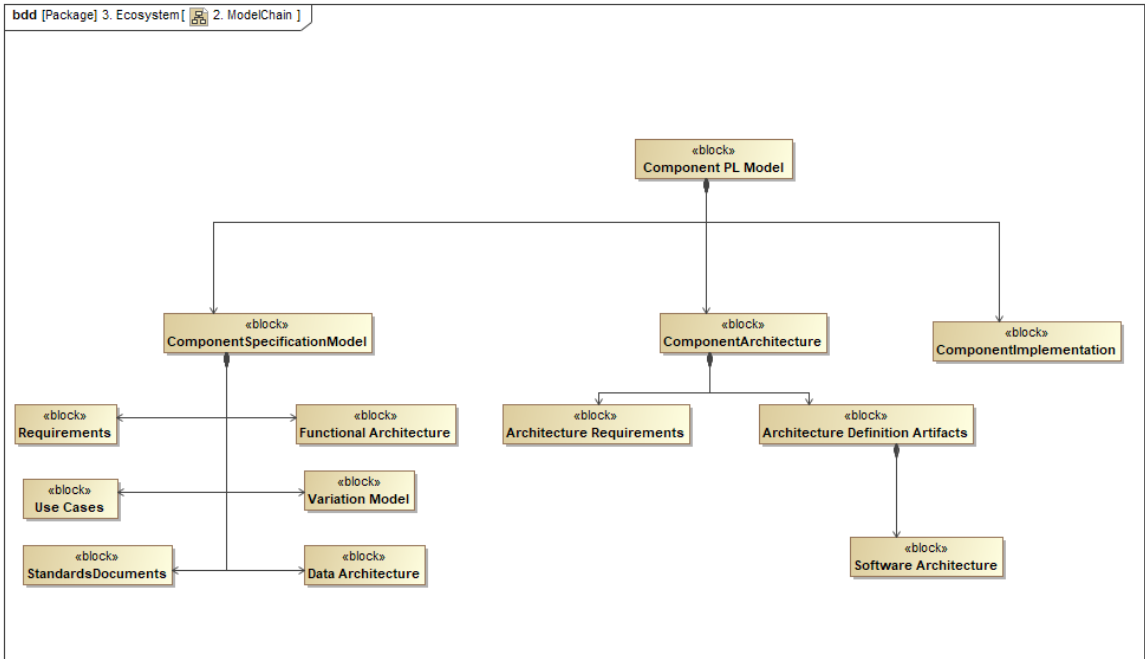 bdd [Package] 3. Ecosystem [ 2. ModelChain ]
«block»
Component PL Model
«block»
ComponentSpecificationModel
«block»
ComponentArchitecture
«block»
ComponentImplementation
«block»
Requirements
«block»
Functional Architecture
«block»
Architecture Requirements
«block»
Architecture Definition Artifacts
«block»
Use Cases
«block»
Variation Model
«block»
StandardsDocuments
«block»
Data Architecture
«block»
Software Architecture